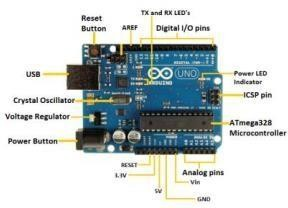 TX and RX LED's
Reset
Button
AREF
Digital I/O pins
USB
Power LED
Indicator
Crystal Oscillator
ICSP pin
Voltage Regulator
ATmega328
Microcontroller
Power Button
UNO
ARDUINO
RESET
3.3V
5V
GND
Vin
Analog pins